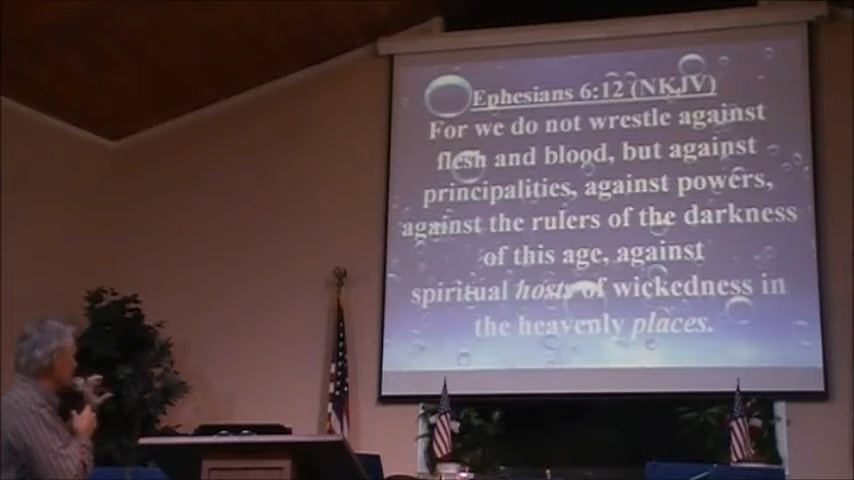 Ephesians 6:12 (NKJV)
For we do not wrestle against
flesh and blood, but against
principalities, against powers,
against the rulers of the darkness
of this age, against
spiritual hosts of wickedness in
the heavenly places.